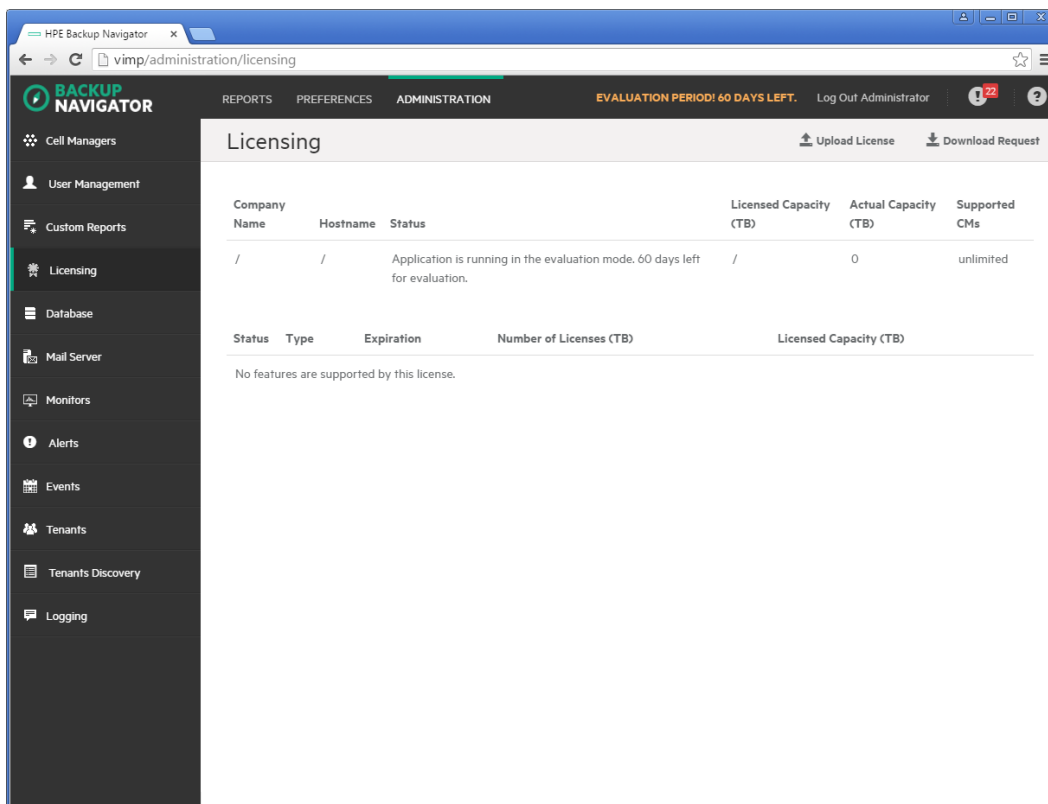 HPE Backup Navigator
vimp/administration/licensing
BACKUP
NAVIGATOR
REPORTS PREFERENCES ADMINISTRATION EVALUATION PERIOD! 60 DAYS LEFT. Log Out Administrator 22
Cell Managers
User Management
Custom Reports
Licensing
Database
Mail Server
Monitors
Alerts
Events
Tenants
Tenants Discovery
Logging
Licensing Upload License Download Request
Company Licensed Capacity Actual Capacity Supported
Name Hostname Status (TB) (TB) CMs
/ / Application is running in the evaluation mode. 60 days left / 0 unlimited
for evaluation.
Status Type Expiration Number of Licenses (TB) Licensed Capacity (TB)
No features are supported by this license.